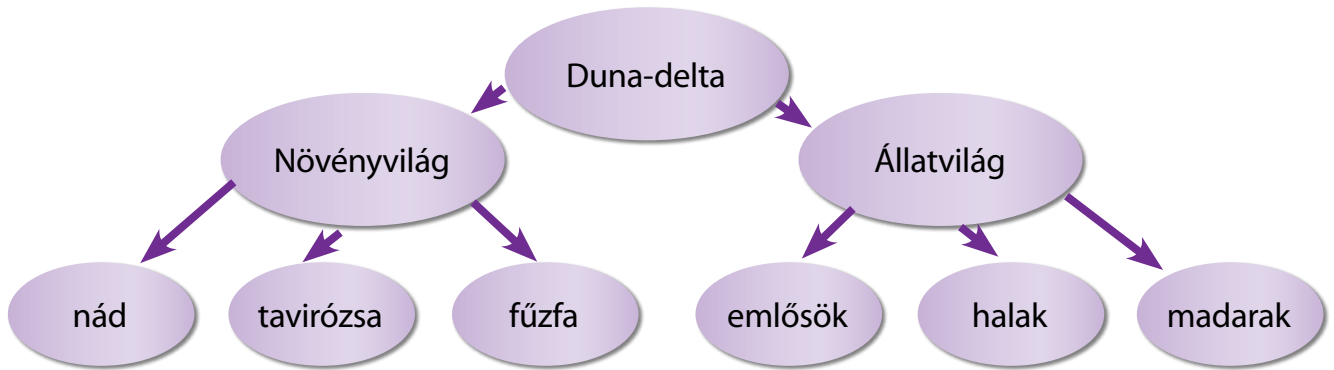 Duna-delta
Növényvilág
Állatvilág
nád
tavirózsa
fűzfa
emlősök
halak
madarak